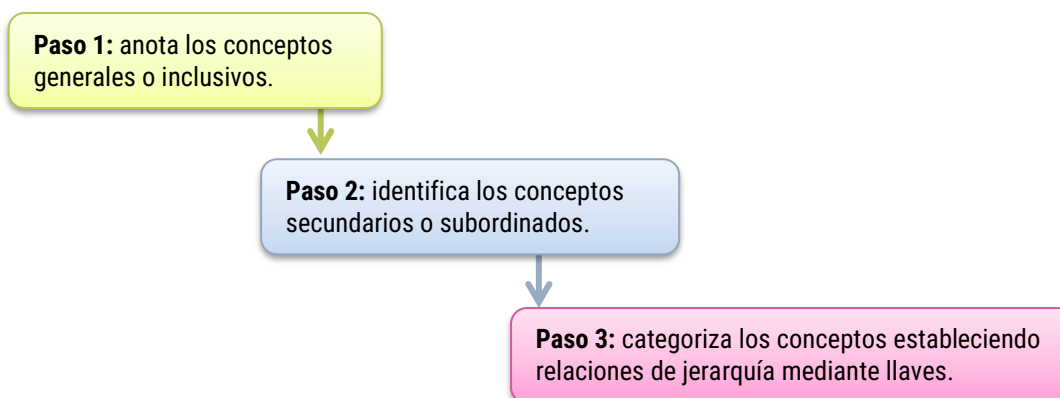 Paso 1: anota los conceptos
generales o inclusivos.
Paso 2: identifica los conceptos
secundarios o subordinados.
Paso 3: categoriza los conceptos estableciendo
relaciones de jerarquía mediante llaves.